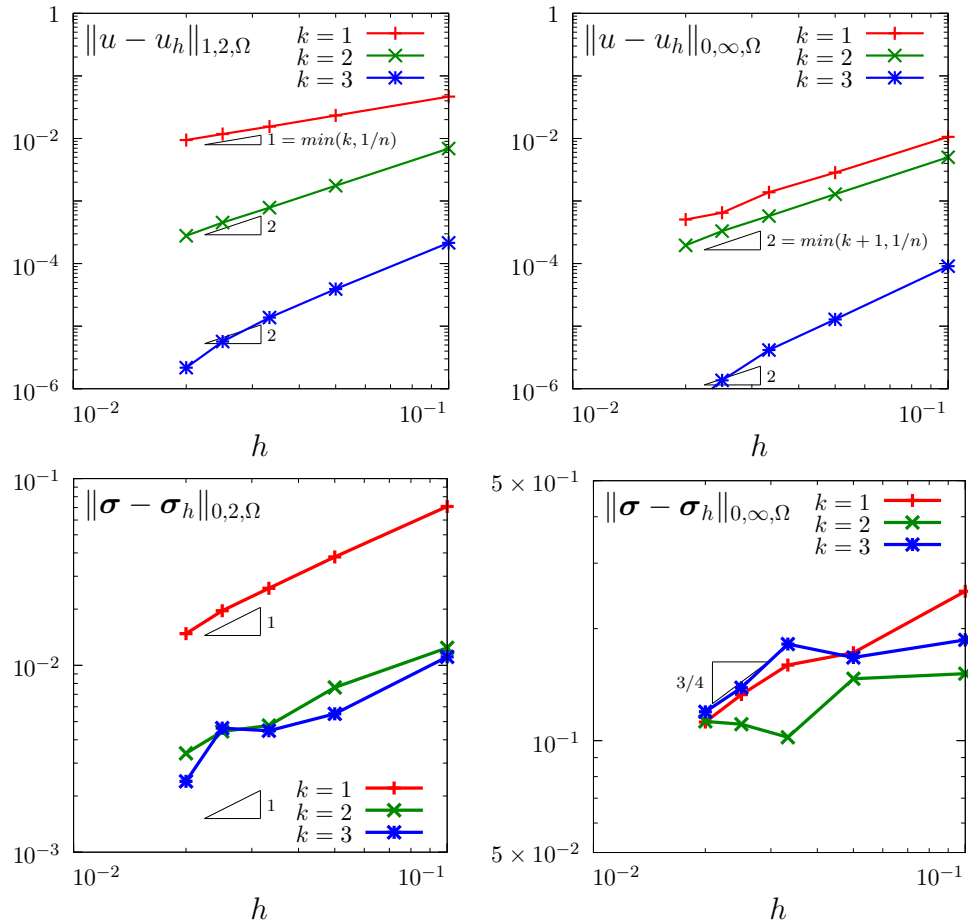 ‖u − u_h‖_{1,2,Ω}
k = 1
k = 2
k = 3
1
10^{−2}
10^{−4}
10^{−6}
1 = min(k, 1/n)
2
2
10^{−2}
10^{−1}
h
‖u − u_h‖_{0,∞,Ω}
k = 1
k = 2
k = 3
1
10^{−2}
10^{−4}
10^{−6}
2 = min(k + 1, 1/n)
2
10^{−2}
10^{−1}
h
‖σ − σ_h‖_{0,2,Ω}
10^{−1}
10^{−2}
10^{−3}
1
1
k = 1
k = 2
k = 3
10^{−2}
10^{−1}
h
‖σ − σ_h‖_{0,∞,Ω}
k = 1
k = 2
k = 3
5 × 10^{−1}
3/4
10^{−1}
5 × 10^{−2}
10^{−2}
10^{−1}
h